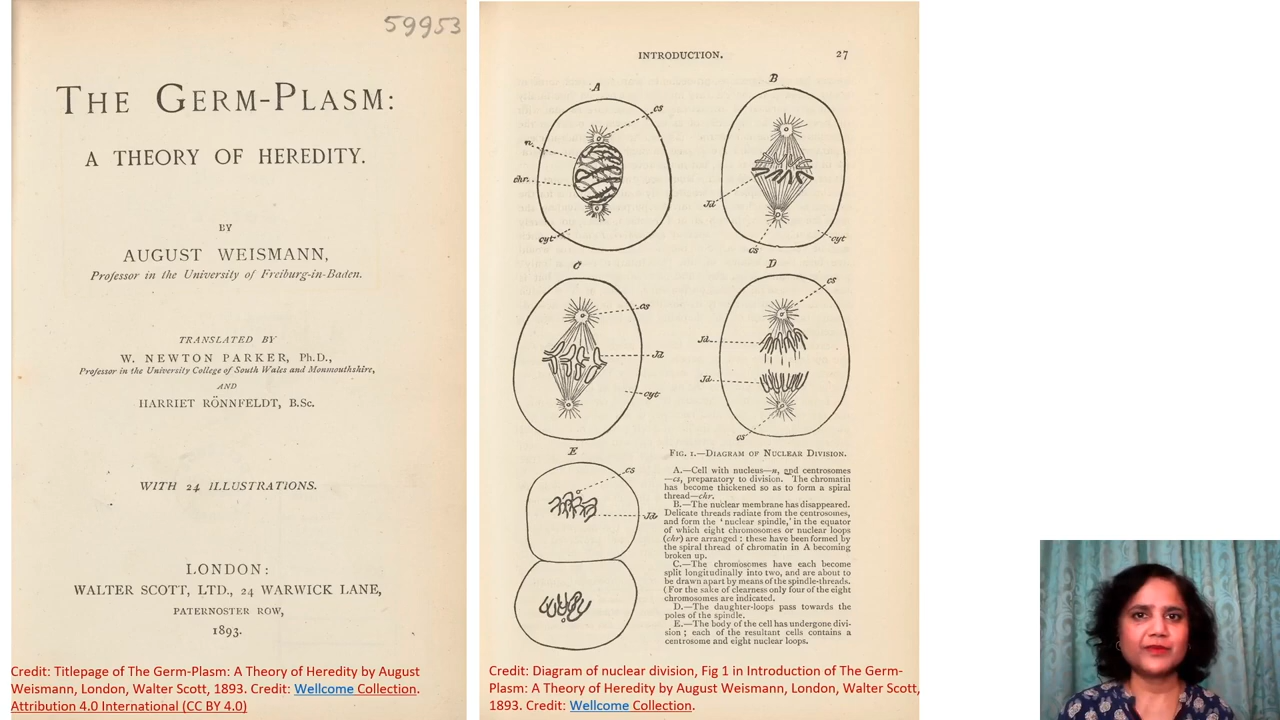 59953
THE GERM-PLASM:
A THEORY OF HEREDITY.
BY
AUGUST WEISMANN,
Professor in the University of Freiburg-in-Baden.
TRANSLATED BY
W. NEWTON PARKER, Ph.D.,
Professor in the University College of South Wales and Monmouthshire,
AND
HARRIET RÖNNFELDT, B.Sc.
WITH 24 ILLUSTRATIONS.
LONDON:
WALTER SCOTT, LTD., 24 WARWICK LANE,
PATERNOSTER ROW,
1893.
Credit: Titlepage of The Germ-Plasm: A Theory of Heredity by August
Weismann, London, Walter Scott, 1893. Credit: Wellcome Collection.
Attribution 4.0 International (CC BY 4.0)
INTRODUCTION. 27
A
cs
n.
chr.
cyt
B
Jd
cs
cyt
C
cs
Jd
cyt
D
cs
Jd
Jd
cs
E
cs
Jd
FIG. 1.—DIAGRAM OF NUCLEAR DIVISION.
A.—Cell with nucleus—n, and centrosomes
—cs, preparatory to division. The chromatin
has become thickened so as to form a spiral
thread—chr.
B.—The nuclear membrane has disappeared.
Delicate threads radiate from the centrosomes,
and form the 'nuclear spindle,' in the equator
of which eight chromosomes or nuclear loops
(chr) are arranged : these have been formed by
the spiral thread of chromatin in A becoming
broken up.
C.—The chromosomes have each become
split longitudinally into two, and are about to
be drawn apart by means of the spindle-threads.
(For the sake of clearness only four of the eight
chromosomes are indicated.
D.—The daughter-loops pass towards the
poles of the spindle.
E.—The body of the cell has undergone divi-
sion ; each of the resultant cells contains a
centrosome and eight nuclear loops.
Credit: Diagram of nuclear division, Fig 1 in Introduction of The Germ-
Plasm: A Theory of Heredity by August Weismann, London, Walter Scott,
1893. Credit: Wellcome Collection.